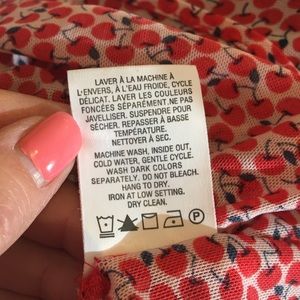 LAVER À LA MACHINE À
L'ENVERS, À L'EAU FROIDE, CYCLE
DÉLICAT. LAVER LES COULEURS
FONCÉES SÉPARÉMENT.NE PAS
JAVELLISER. SUSPENDRE POUR
SÉCHER. REPASSER À BASSE
TEMPÉRATURE.
NETTOYER À SEC.
MACHINE WASH, INSIDE OUT,
COLD WATER, GENTLE CYCLE.
WASH DARK COLORS
SEPARATELY. DO NOT BLEACH.
HANG TO DRY.
IRON AT LOW SETTING.
DRY CLEAN.
P